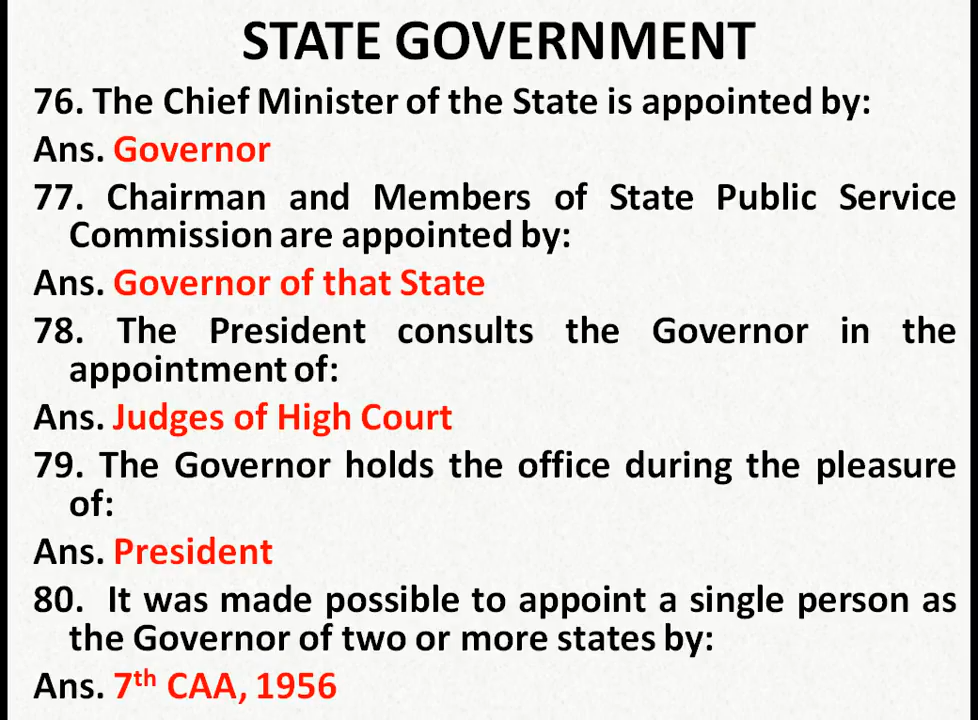 STATE GOVERNMENT
76. The Chief Minister of the State is appointed by:
Ans. Governor
77. Chairman and Members of State Public Service
Commission are appointed by:
Ans. Governor of that State
78. The President consults the Governor in the
appointment of:
Ans. Judges of High Court
79. The Governor holds the office during the pleasure
of:
Ans. President
80. It was made possible to appoint a single person as
the Governor of two or more states by:
Ans. 7th CAA, 1956